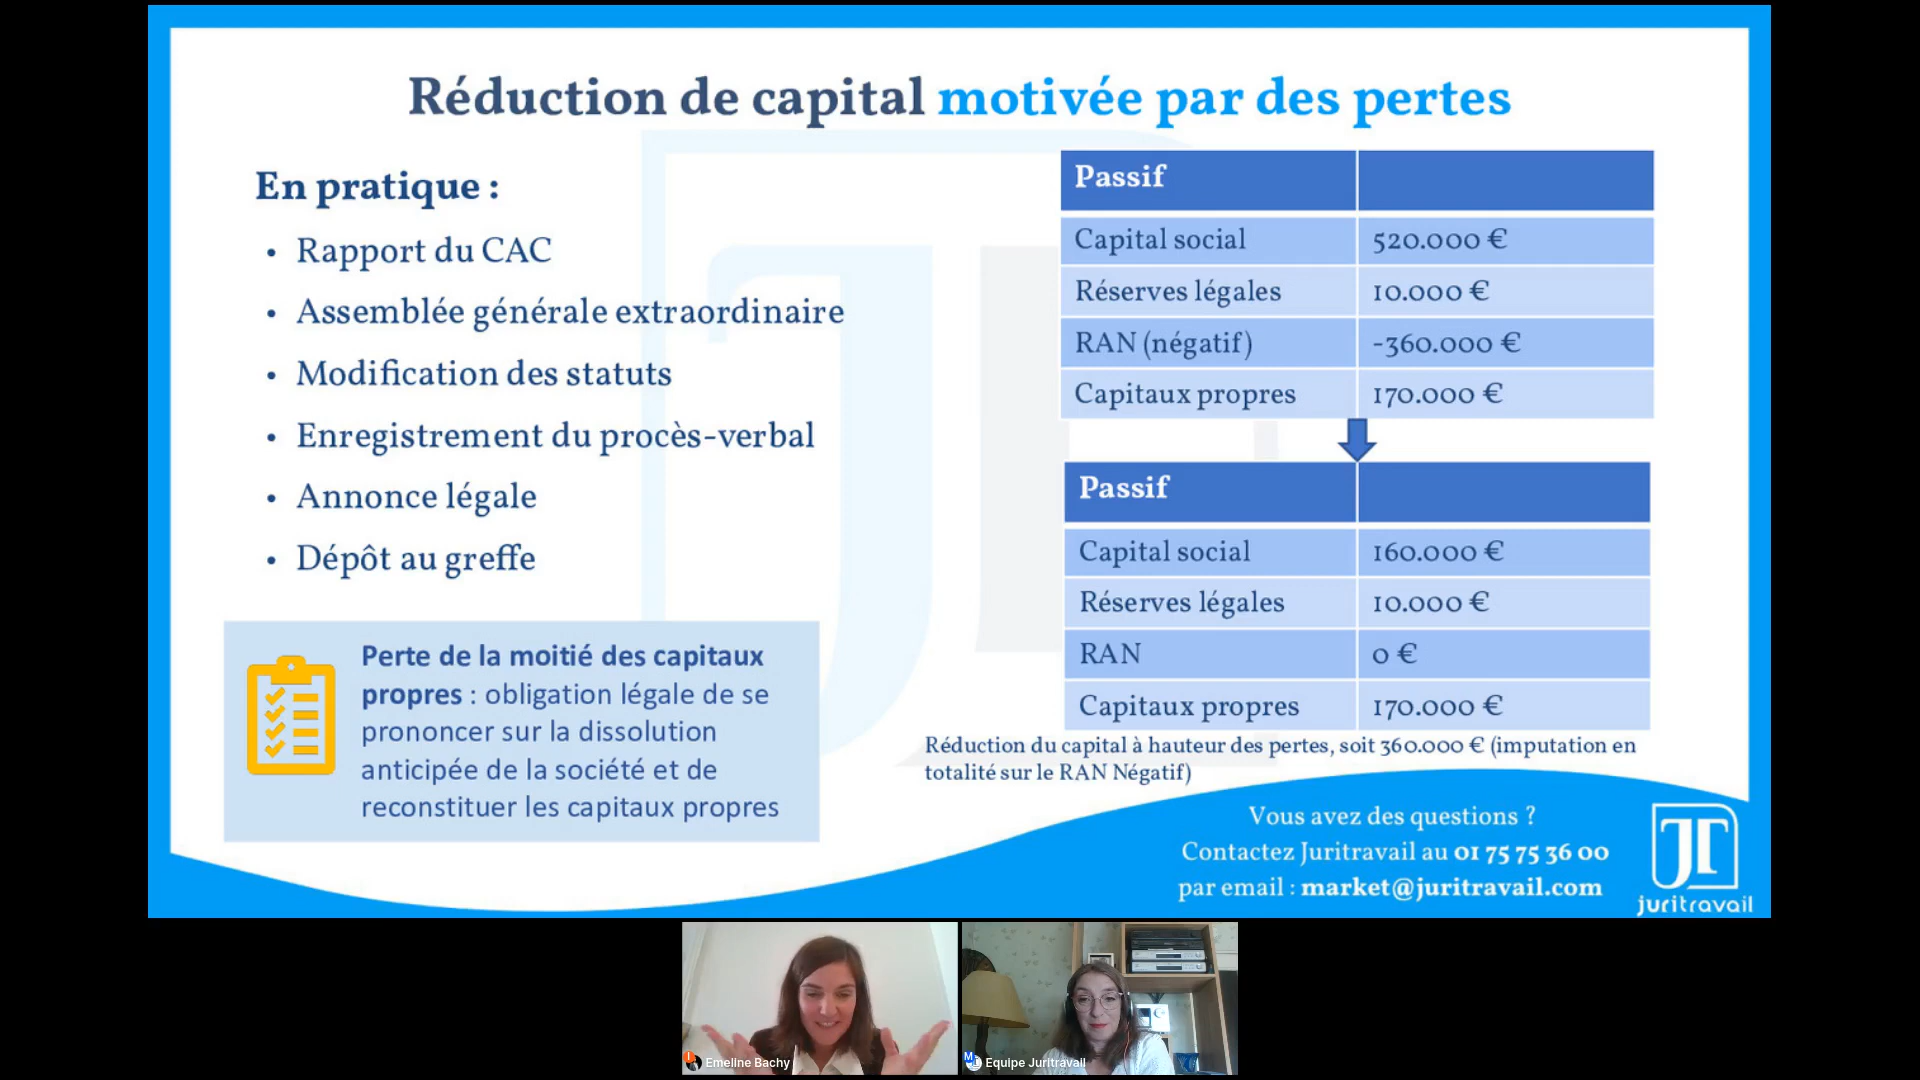 Réduction de capital motivée par des pertes
En pratique :
• Rapport du CAC
• Assemblée générale extraordinaire
• Modification des statuts
• Enregistrement du procès-verbal
• Annonce légale
• Dépôt au greffe
Perte de la moitié des capitaux
propres : obligation légale de se
prononcer sur la dissolution
anticipée de la société et de
reconstituer les capitaux propres
Passif
Capital social 520.000 €
Réserves légales 10.000 €
RAN (négatif) -360.000 €
Capitaux propres 170.000 €
Passif
Capital social 160.000 €
Réserves légales 10.000 €
RAN 0 €
Capitaux propres 170.000 €
Réduction du capital à hauteur des pertes, soit 360.000 € (imputation en
totalité sur le RAN Négatif)
Vous avez des questions ?
Contactez Juritravail au 01 75 75 36 00
par email : market@juritravail.com
JT
juritravail
Emeline Bachy
Equipe Juritravail